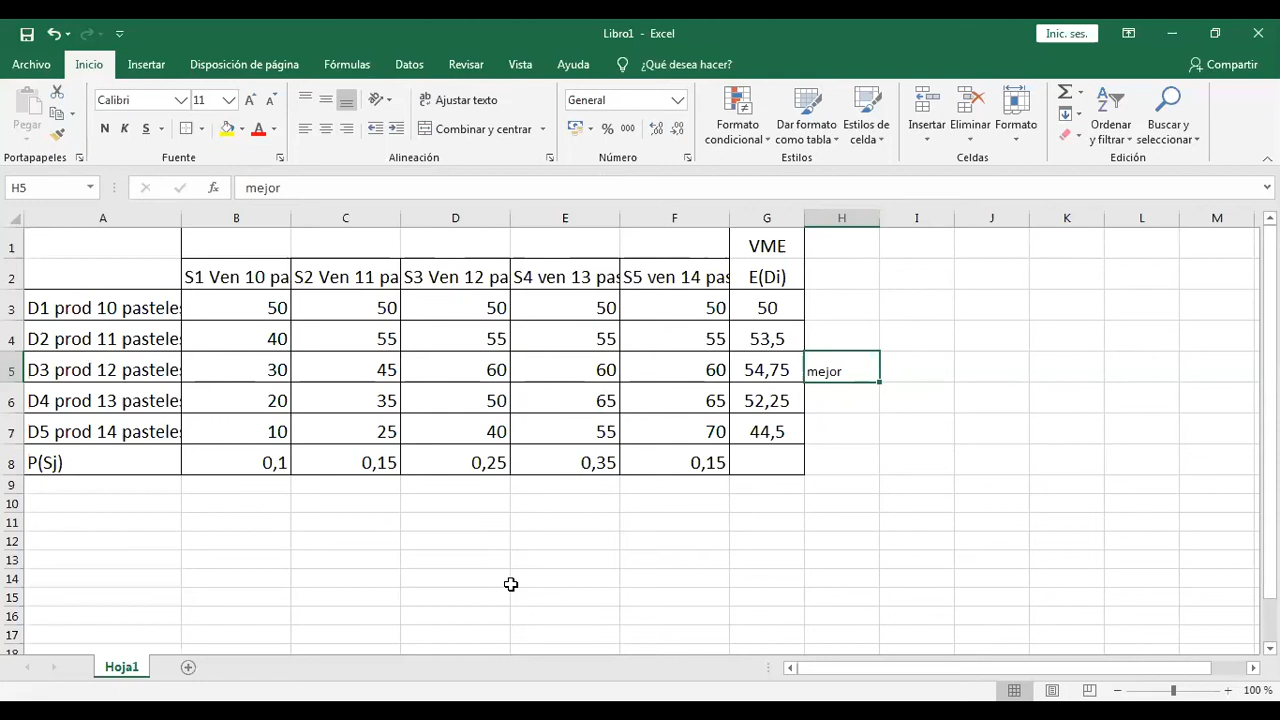 Libro1 - Excel
Inic. ses.
Archivo Inicio Insertar Disposición de página Fórmulas Datos Revisar Vista Ayuda ¿Qué desea hacer? Compartir
Pegar
Calibri 11
N K S
Ajustar texto
Combinar y centrar
General
% 000
Formato condicional
Dar formato como tabla
Estilos de celda
Insertar Eliminar Formato
Ordenar y filtrar
Buscar y seleccionar
Portapapeles Fuente Alineación Número Estilos Celdas Edición
H5 fx mejor
A B C D E F G H I J K L M
1 VME
2 S1 Ven 10 pa S2 Ven 11 pa S3 Ven 12 pa S4 ven 13 pas S5 ven 14 pas E(Di)
3 D1 prod 10 pasteles 50 50 50 50 50 50
4 D2 prod 11 pasteles 40 55 55 55 55 53,5
5 D3 prod 12 pasteles 30 45 60 60 60 54,75 mejor
6 D4 prod 13 pasteles 20 35 50 65 65 52,25
7 D5 prod 14 pasteles 10 25 40 55 70 44,5
8 P(Sj) 0,1 0,15 0,25 0,35 0,15
9
10
11
12
13
14
15
16
17
18
Hoja1
100 %